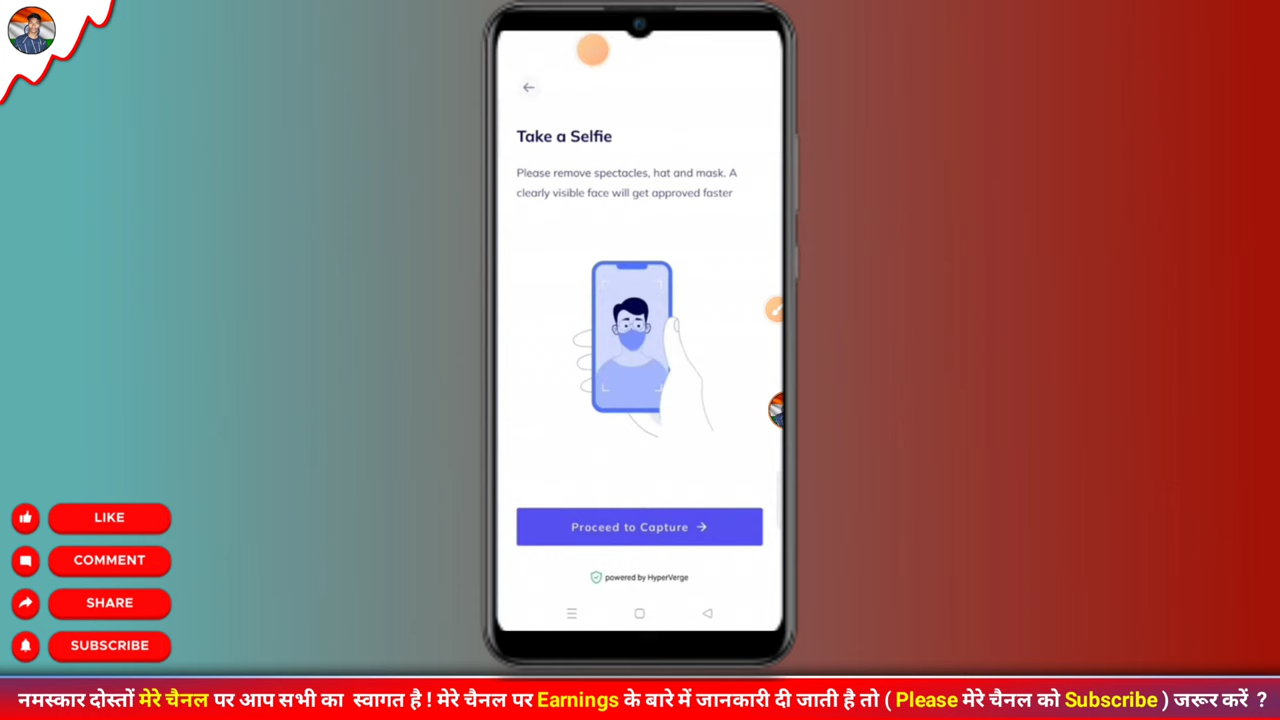 Take a Selfie
Please remove spectacles, hat and mask. A
clearly visible face will get approved faster
Proceed to Capture →
powered by HyperVerge
LIKE
COMMENT
SHARE
SUBSCRIBE
नमस्कार दोस्तों मेरे चैनल पर आप सभी का स्वागत है ! मेरे चैनल पर Earnings के बारे में जानकारी दी जाती है तो ( Please मेरे चैनल को Subscribe ) जरूर करें ?